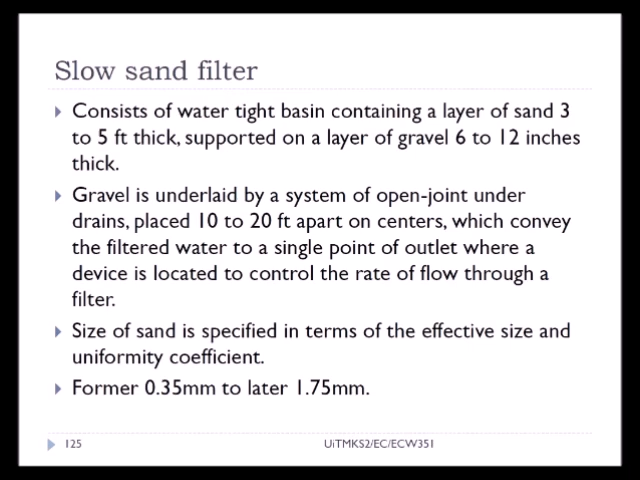 Slow sand filter
Consists of water tight basin containing a layer of sand 3
to 5 ft thick, supported on a layer of gravel 6 to 12 inches
thick.
Gravel is underlaid by a system of open-joint under
drains, placed 10 to 20 ft apart on centers, which convey
the filtered water to a single point of outlet where a
device is located to control the rate of flow through a
filter.
Size of sand is specified in terms of the effective size and
uniformity coefficient.
Former 0.35mm to later 1.75mm.
125
UiTMKS2/EC/ECW351